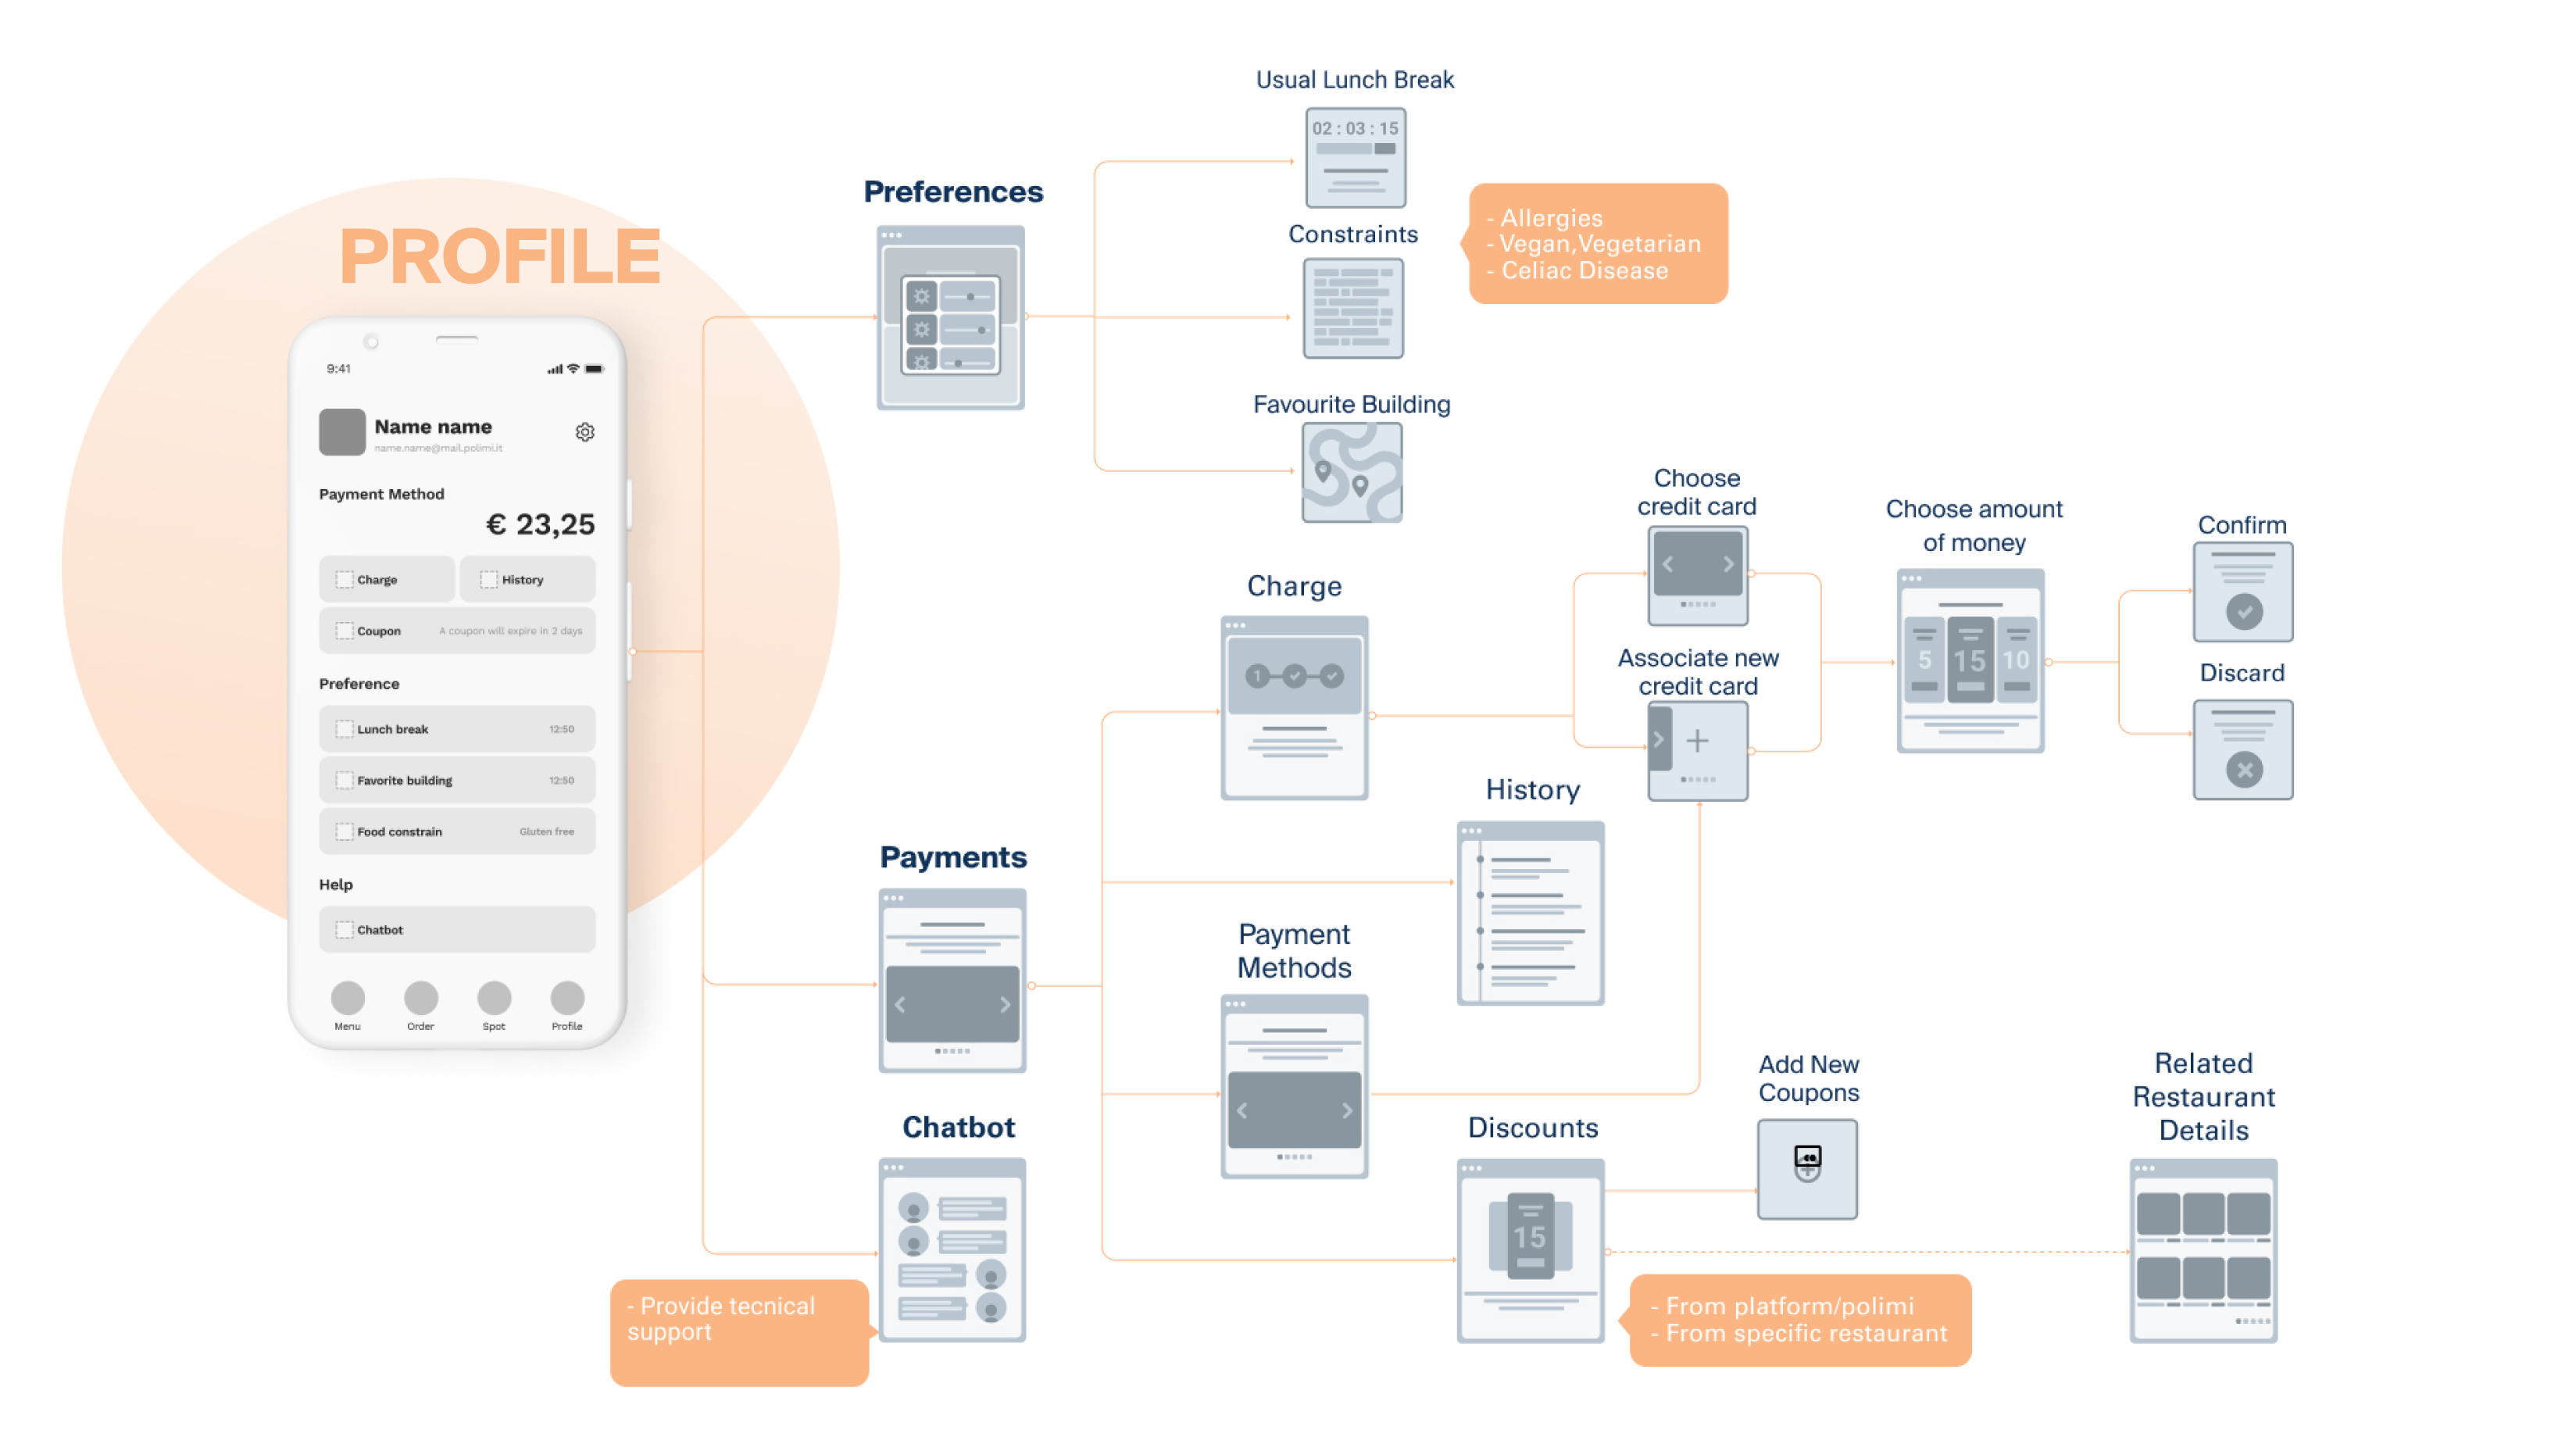 PROFILE
9:41
Name name
name.name@mail.polimi.it
Payment Method
€ 23,25
Charge
History
Coupon
A coupon will expire in 2 days
Preference
Lunch break
12:50
Favorite building
12:50
Food constrain
Gluten free
Help
Chatbot
Menu
Order
Spot
Profile
Preferences
Usual Lunch Break
02 : 03 : 15
Constraints
- Allergies
- Vegan,Vegetarian
- Celiac Disease
Favourite Building
Payments
Charge
1
Choose
credit card
Associate new
credit card
Choose amount
of money
5
15
10
Confirm
Discard
History
Payment
Methods
Discounts
15
Add New
Coupons
- From platform/polimi
- From specific restaurant
Related
Restaurant
Details
Chatbot
- Provide tecnical
support